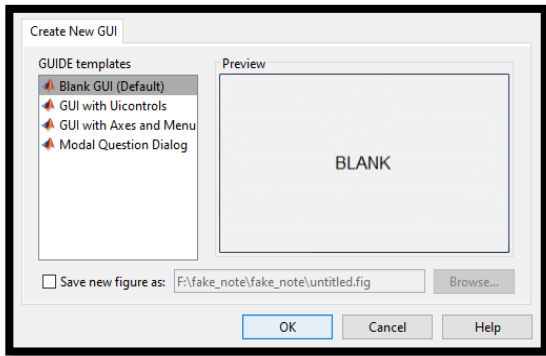 Create New GUI
GUIDE templates
Preview
Blank GUI (Default)
GUI with Uicontrols
GUI with Axes and Menu
Modal Question Dialog
BLANK
Save new figure as: F:\fake_note\fake_note\untitled.fig Browse...
OK Cancel Help